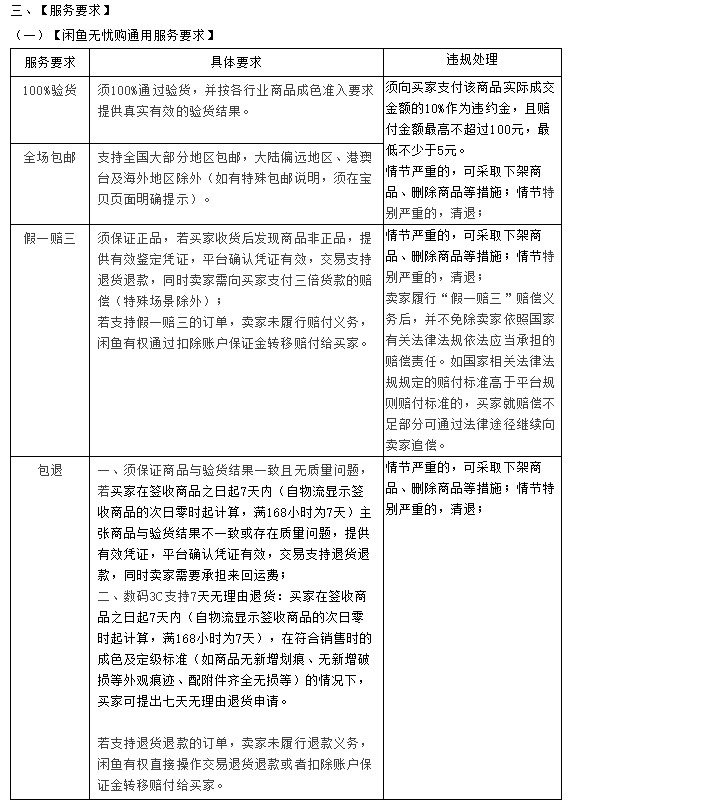 三、【服务要求】
（一）【闲鱼无忧购通用服务要求】
服务要求
具体要求
违规处理
100%验货
须100%通过验货，并按各行业商品成色准入要求
提供真实有效的验货结果。
须向买家支付该商品实际成交
金额的10%作为违约金，且赔
付金额最高不超过100元，最
低不少于5元。
情节严重的，可采取下架商
品、删除商品等措施；情节特
别严重的，清退；
全场包邮
支持全国大部分地区包邮，大陆偏远地区、港澳
台及海外地区除外（如有特殊包邮说明，须在宝
贝页面明确提示）。
假一赔三
须保证正品，若买家收货后发现商品非正品，提
供有效鉴定凭证，平台确认凭证有效，交易支持
退货退款，同时卖家需向买家支付三倍货款的赔
偿（特殊场景除外）；
若支持假一赔三的订单，卖家未履行赔付义务，
闲鱼有权通过扣除账户保证金转移赔付给买家。
情节严重的，可采取下架商
品、删除商品等措施；情节特
别严重的，清退；
卖家履行“假一赔三”赔偿义
务后，并不免除卖家依照国家
有关法律法规依法应当承担的
赔偿责任。如国家相关法律法
规规定的赔付标准高于平台规
则赔付标准的，买家就赔偿不
足部分可通过法律途径继续向
卖家追偿。
包退
一、须保证商品与验货结果一致且无质量问题，
若买家在签收商品之日起7天内（自物流显示签
收商品的次日零时起计算，满168小时为7天）主
张商品与验货结果不一致或存在质量问题，提供
有效凭证，平台确认凭证有效，交易支持退货退
款，同时卖家需要承担来回运费；
二、数码3C支持7天无理由退货：买家在签收商
品之日起7天内（自物流显示签收商品的次日零
时起计算，满168小时为7天），在符合销售时的
成色及定级标准（如商品无新增划痕、无新增破
损等外观痕迹、配附件齐全无损等）的情况下，
买家可提出七天无理由退货申请。
若支持退货退款的订单，卖家未履行退款义务，
闲鱼有权直接操作交易退货退款或者扣除账户保
证金转移赔付给买家。
情节严重的，可采取下架商
品、删除商品等措施；情节特
别严重的，清退；